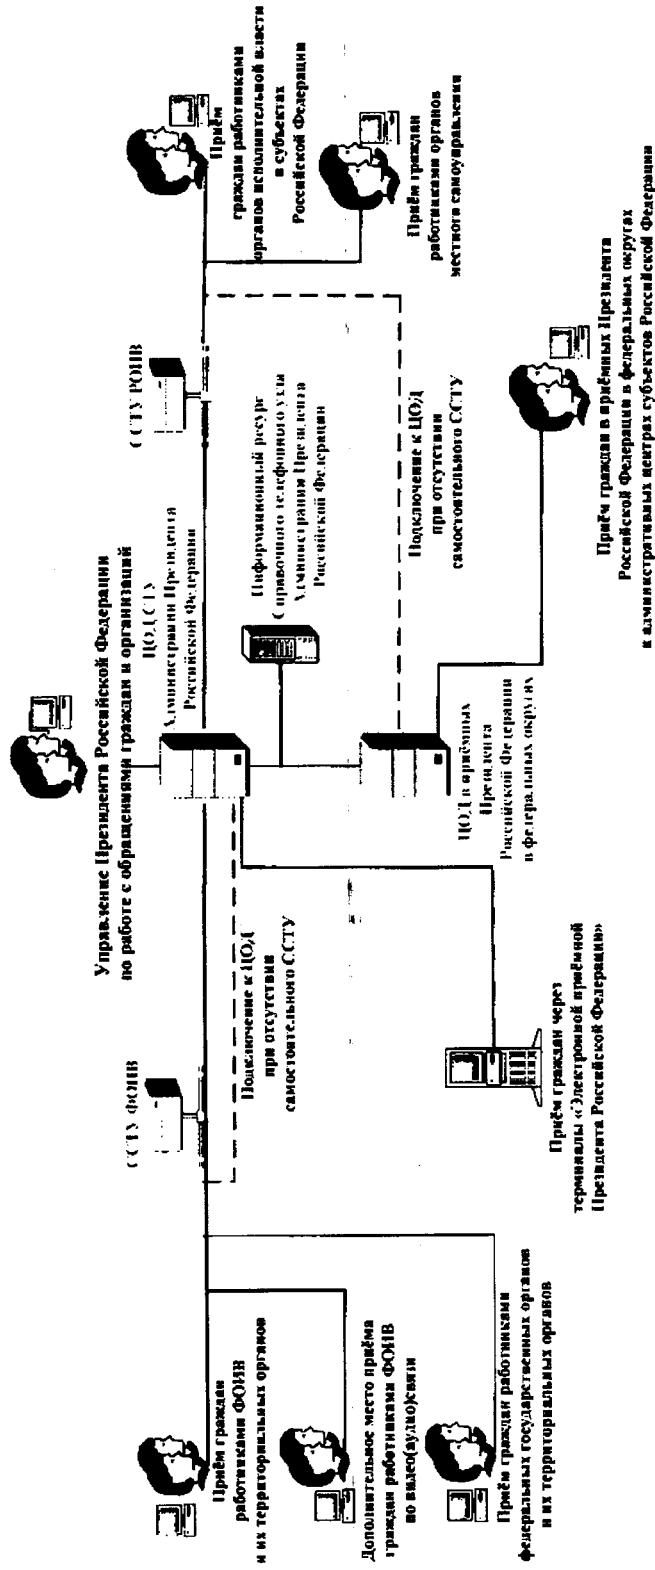 Управление Президента Российской Федерации
по работе с обращениями граждан и организаций
ССТУ ФОИВ
ЦОД ССТУ
Администрации Президента
Российской Федерации
ССТУ РОИВ
Приём
граждан работниками
органов исполнительной власти
в субъектах
Российской Федерации
Подключение к ЦОД
при отсутствии
самостоятельного ССТУ
Информационный ресурс
Справочного телефонного узла
Администрации Президента
Российской Федерации
Приём граждан
работниками органов
местного самоуправления
Приём граждан
работниками ФОИВ
и их территориальных органов
Дополнительное место приёма
граждан работниками ФОИВ
по видео(аудио)связи
ЦОД в приёмных
Президента
Российской Федерации
в федеральных округах
Подключение к ЦОД
при отсутствии
самостоятельного ССТУ
Приём граждан работниками
федеральных государственных органов
и их территориальных органов
Приём граждан через
терминалы «Электронной приёмной
Президента Российской Федерации»
Приём граждан в приёмных Президента
Российской Федерации в федеральных округах
и административных центрах субъектов Российской Федерации